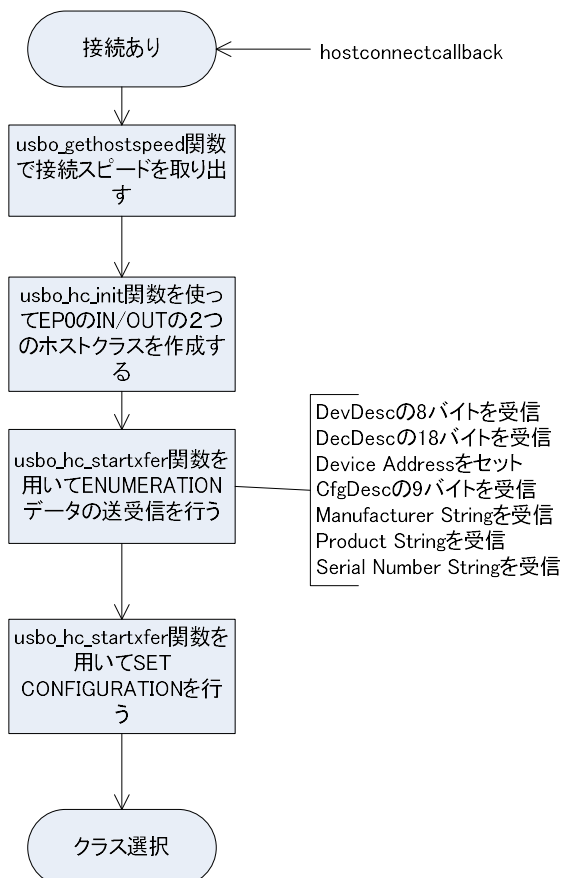 接続あり
hostconnectcallback
usbo_gethostspeed関数
で接続スピードを取り出
す
usbo_hc_init関数を使っ
てEP0のIN/OUTの２つ
のホストクラスを作成す
る
usbo_hc_startxfer関数を
用いてENUMERATION
データの送受信を行う
DevDescの8バイトを受信
DecDescの18バイトを受信
Device Addressをセット
CfgDescの9バイトを受信
Manufacturer Stringを受信
Product Stringを受信
Serial Number Stringを受信
usbo_hc_startxfer関数を
用いてSET
CONFIGURATIONを行
う
クラス選択